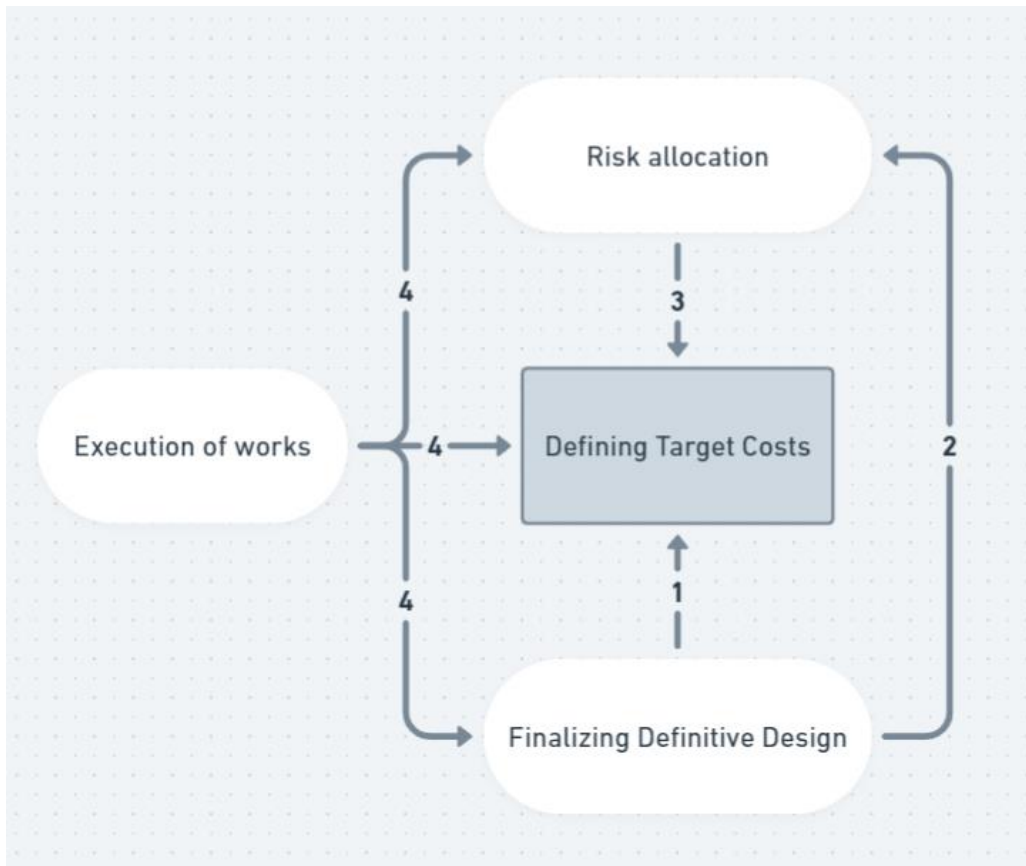 Risk allocation
4
3
Execution of works
4
Defining Target Costs
2
4
1
Finalizing Definitive Design